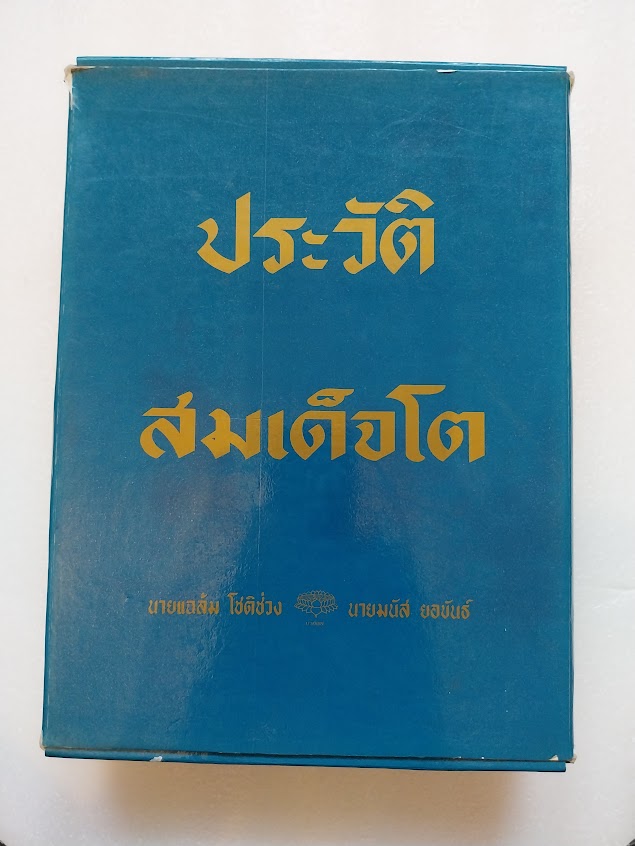 ประวัติ
สมเด็จโต
นายแฉล้ม โชติช่วง นายมนัส ยอขันธ์